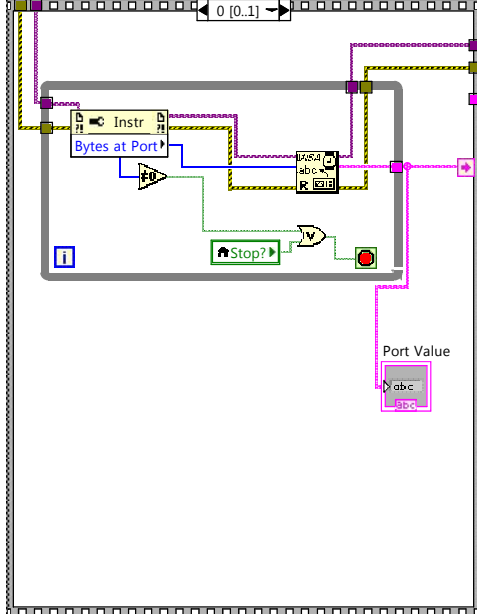 0 [0..1]
Instr
Bytes at Port
≠0
VISA
abc
R
V
Stop?
i
Port Value
abc
abc